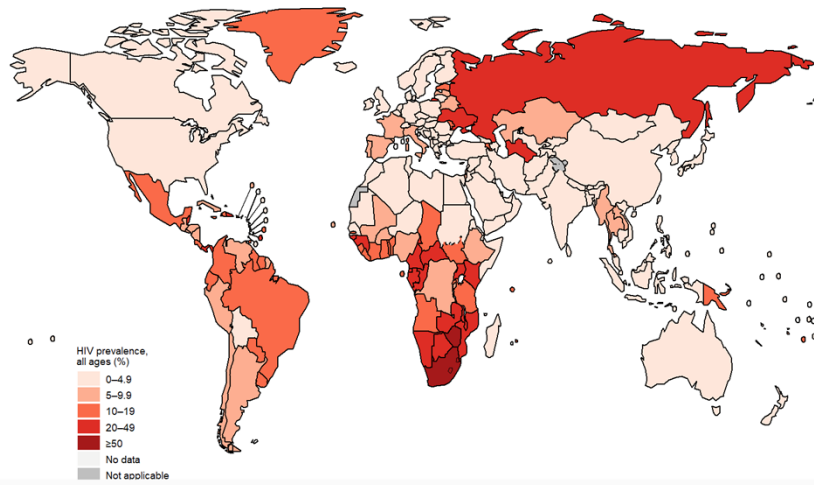 HIV prevalence,
all ages (%)
0–4.9
5–9.9
10–19
20–49
≥50
No data
Not applicable